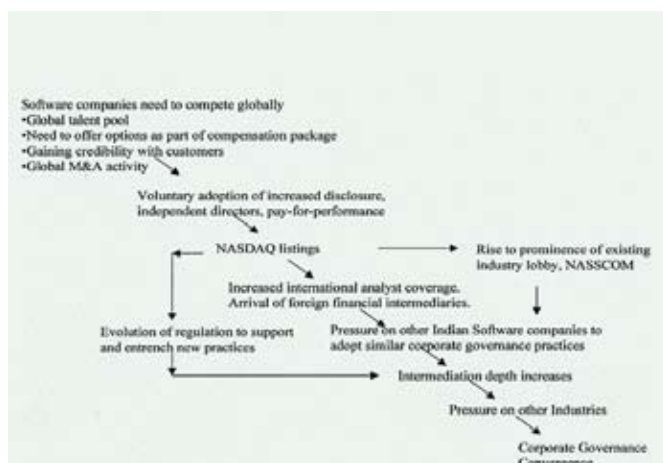 Software companies need to compete globally
•Global talent pool
•Need to offer options as part of compensation package
•Gaining credibility with customers
•Global M&A activity
Voluntary adoption of increased disclosure,
independent directors, pay-for-performance
NASDAQ listings
Rise to prominence of existing
industry lobby, NASSCOM
Increased international analyst coverage.
Arrival of foreign financial intermediaries.
Evolution of regulation to support
and entrench new practices
Pressure on other Indian Software companies to
adopt similar corporate governance practices
Intermediation depth increases
Pressure on other Industries
Corporate Governance
Convergence